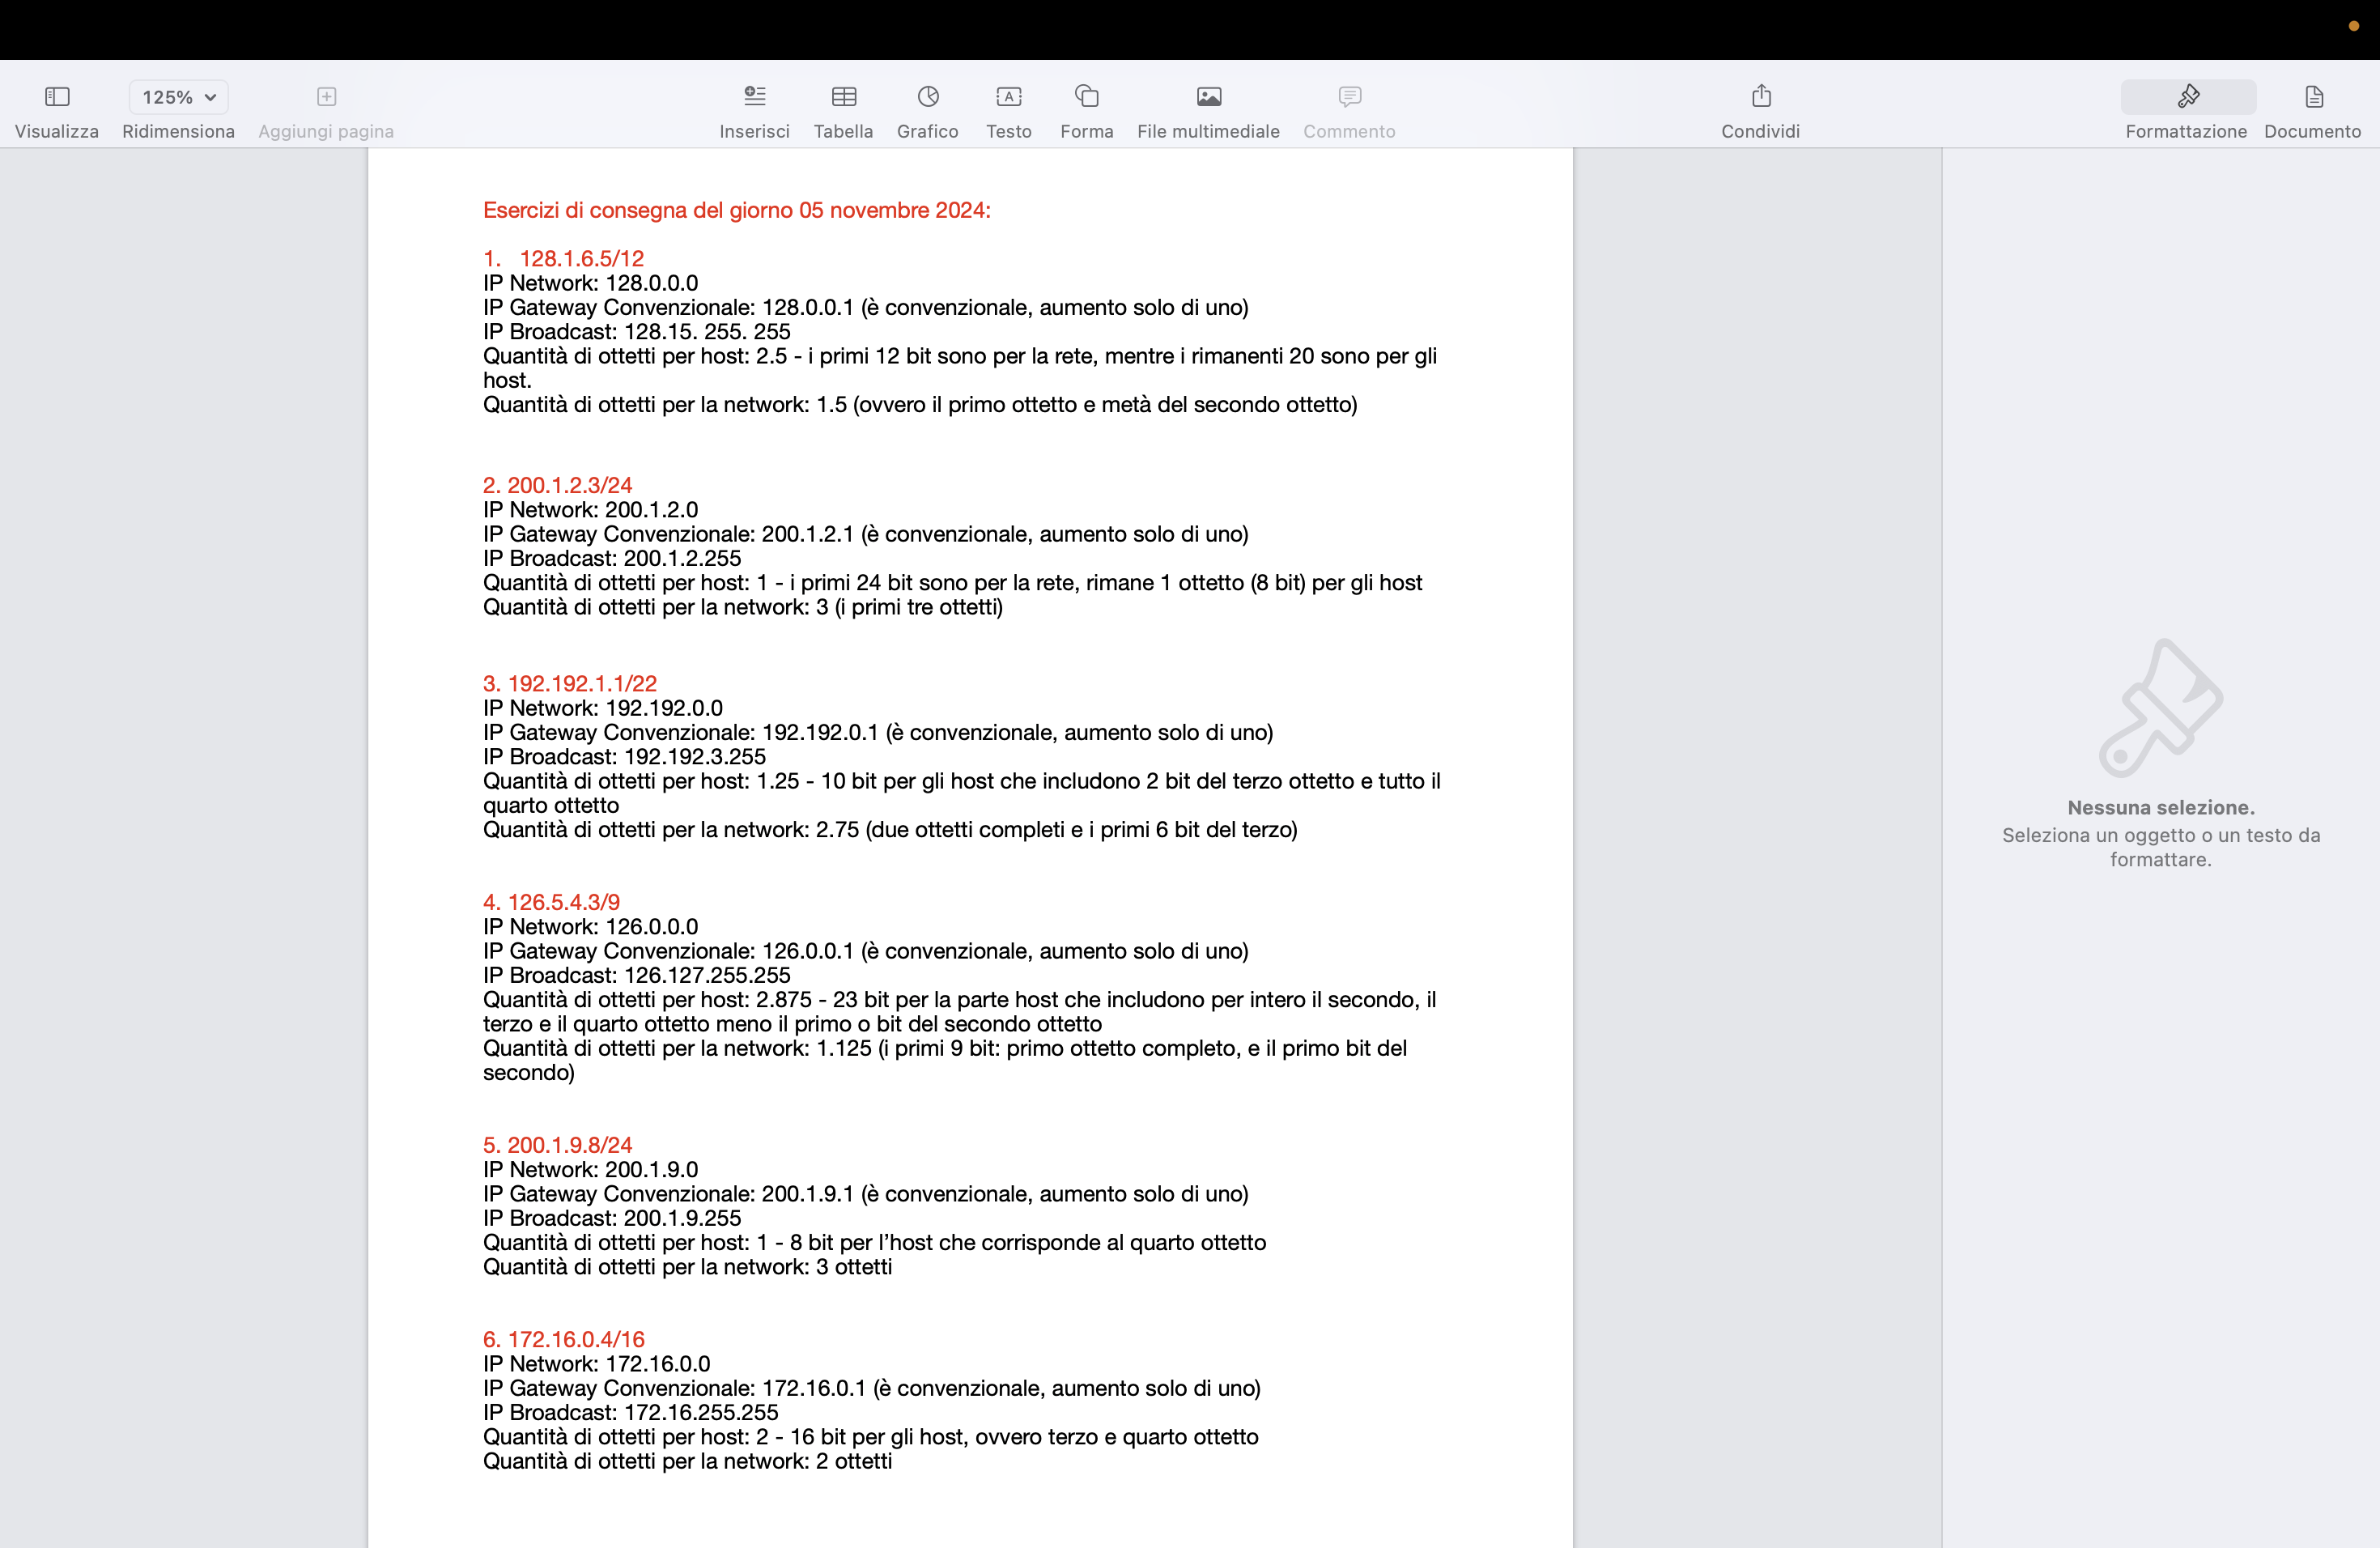 125%
Visualizza
Ridimensiona
Aggiungi pagina
Inserisci
Tabella
Grafico
Testo
Forma
File multimediale
Commento
Condividi
Formattazione
Documento
Esercizi di consegna del giorno 05 novembre 2024:
1. 128.1.6.5/12
IP Network: 128.0.0.0
IP Gateway Convenzionale: 128.0.0.1 (è convenzionale, aumento solo di uno)
IP Broadcast: 128.15. 255. 255
Quantità di ottetti per host: 2.5 - i primi 12 bit sono per la rete, mentre i rimanenti 20 sono per gli
host.
Quantità di ottetti per la network: 1.5 (ovvero il primo ottetto e metà del secondo ottetto)
2. 200.1.2.3/24
IP Network: 200.1.2.0
IP Gateway Convenzionale: 200.1.2.1 (è convenzionale, aumento solo di uno)
IP Broadcast: 200.1.2.255
Quantità di ottetti per host: 1 - i primi 24 bit sono per la rete, rimane 1 ottetto (8 bit) per gli host
Quantità di ottetti per la network: 3 (i primi tre ottetti)
3. 192.192.1.1/22
IP Network: 192.192.0.0
IP Gateway Convenzionale: 192.192.0.1 (è convenzionale, aumento solo di uno)
IP Broadcast: 192.192.3.255
Quantità di ottetti per host: 1.25 - 10 bit per gli host che includono 2 bit del terzo ottetto e tutto il
quarto ottetto
Quantità di ottetti per la network: 2.75 (due ottetti completi e i primi 6 bit del terzo)
4. 126.5.4.3/9
IP Network: 126.0.0.0
IP Gateway Convenzionale: 126.0.0.1 (è convenzionale, aumento solo di uno)
IP Broadcast: 126.127.255.255
Quantità di ottetti per host: 2.875 - 23 bit per la parte host che includono per intero il secondo, il
terzo e il quarto ottetto meno il primo o bit del secondo ottetto
Quantità di ottetti per la network: 1.125 (i primi 9 bit: primo ottetto completo, e il primo bit del
secondo)
5. 200.1.9.8/24
IP Network: 200.1.9.0
IP Gateway Convenzionale: 200.1.9.1 (è convenzionale, aumento solo di uno)
IP Broadcast: 200.1.9.255
Quantità di ottetti per host: 1 - 8 bit per l’host che corrisponde al quarto ottetto
Quantità di ottetti per la network: 3 ottetti
6. 172.16.0.4/16
IP Network: 172.16.0.0
IP Gateway Convenzionale: 172.16.0.1 (è convenzionale, aumento solo di uno)
IP Broadcast: 172.16.255.255
Quantità di ottetti per host: 2 - 16 bit per gli host, ovvero terzo e quarto ottetto
Quantità di ottetti per la network: 2 ottetti
Nessuna selezione.
Seleziona un oggetto o un testo da
formattare.